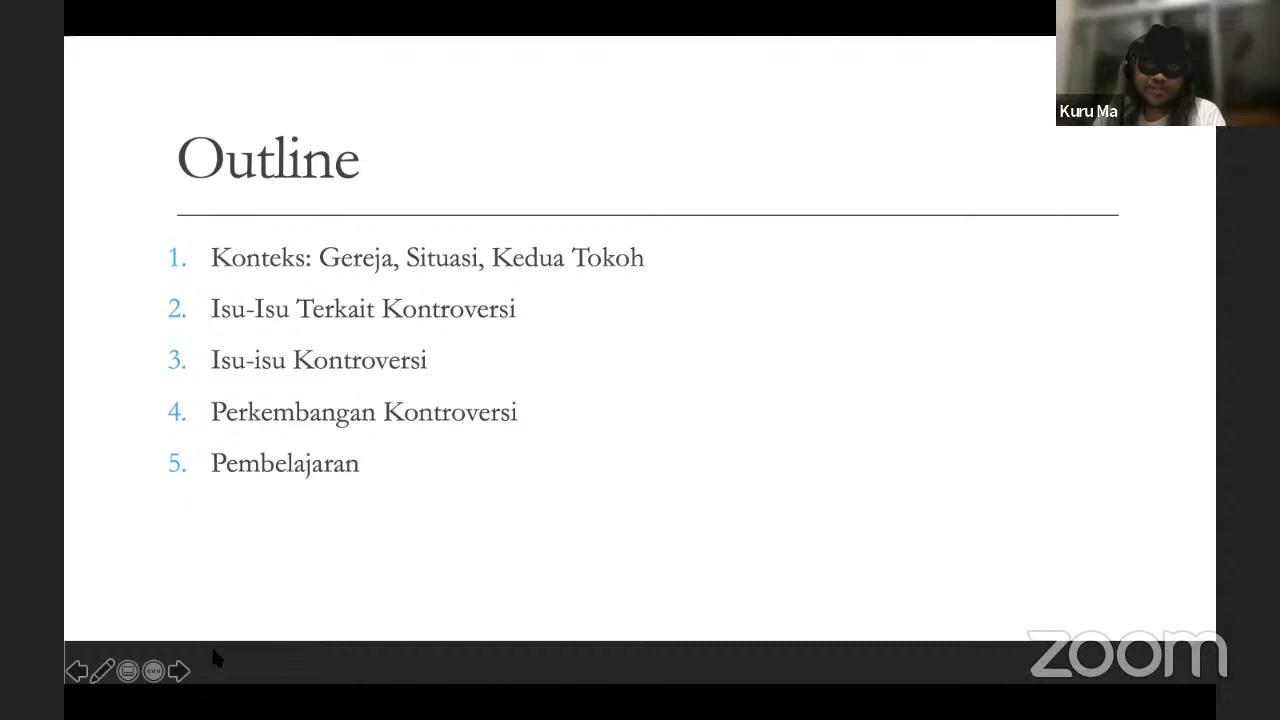 Kuru Ma
Outline
1. Konteks: Gereja, Situasi, Kedua Tokoh
2. Isu-Isu Terkait Kontroversi
3. Isu-isu Kontroversi
4. Perkembangan Kontroversi
5. Pembelajaran
zoom